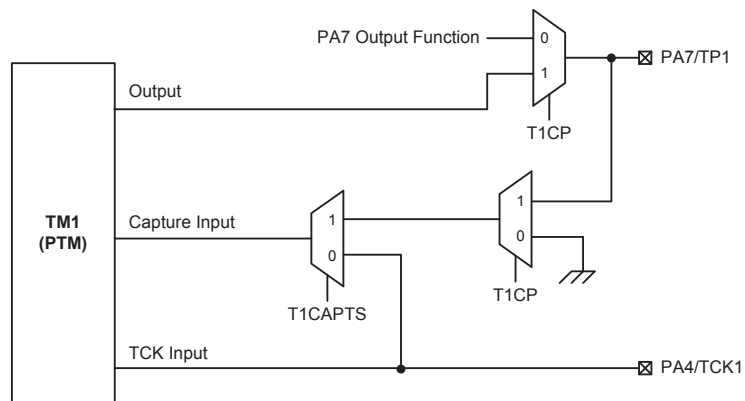 PA7 Output Function
0
1
PA7/TP1
Output
T1CP
TM1
(PTM)
Capture Input
1
0
1
0
T1CP
T1CAPTS
TCK Input
PA4/TCK1